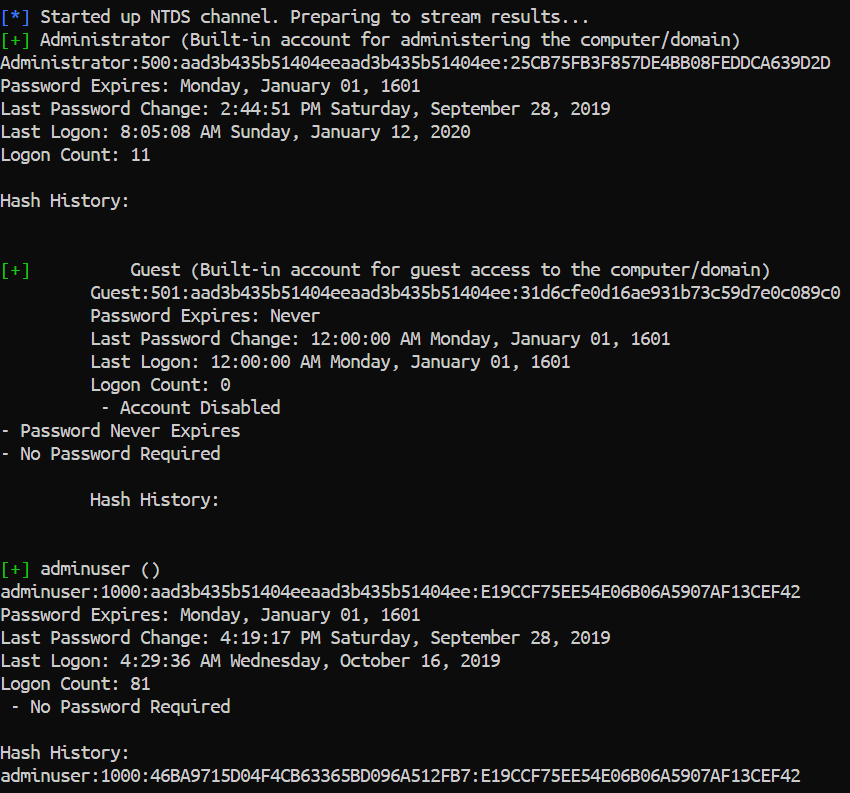 [*] Started up NTDS channel. Preparing to stream results...
[+] Administrator (Built-in account for administering the computer/domain)
Administrator:500:aad3b435b51404eeaad3b435b51404ee:25CB75FB3F857DE4BB08FEDDCA639D2D
Password Expires: Monday, January 01, 1601
Last Password Change: 2:44:51 PM Saturday, September 28, 2019
Last Logon: 8:05:08 AM Sunday, January 12, 2020
Logon Count: 11
Hash History:
[+] Guest (Built-in account for guest access to the computer/domain)
Guest:501:aad3b435b51404eeaad3b435b51404ee:31d6cfe0d16ae931b73c59d7e0c089c0
Password Expires: Never
Last Password Change: 12:00:00 AM Monday, January 01, 1601
Last Logon: 12:00:00 AM Monday, January 01, 1601
Logon Count: 0
- Account Disabled
- Password Never Expires
- No Password Required
Hash History:
[+] adminuser ()
adminuser:1000:aad3b435b51404eeaad3b435b51404ee:E19CCF75EE54E06B06A5907AF13CEF42
Password Expires: Monday, January 01, 1601
Last Password Change: 4:19:17 PM Saturday, September 28, 2019
Last Logon: 4:29:36 AM Wednesday, October 16, 2019
Logon Count: 81
- No Password Required
Hash History:
adminuser:1000:46BA9715D04F4CB63365BD096A512FB7:E19CCF75EE54E06B06A5907AF13CEF42